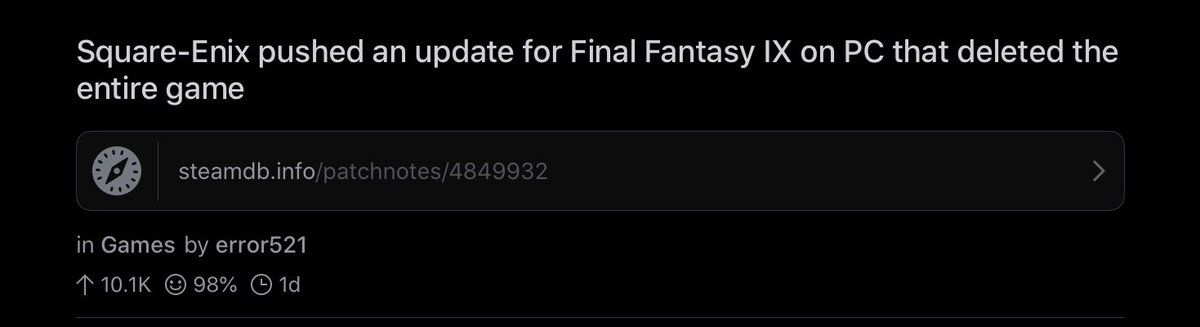 Square-Enix pushed an update for Final Fantasy IX on PC that deleted the
entire game
steamdb.info/patchnotes/4849932
in Games by error521
10.1K 98% 1d